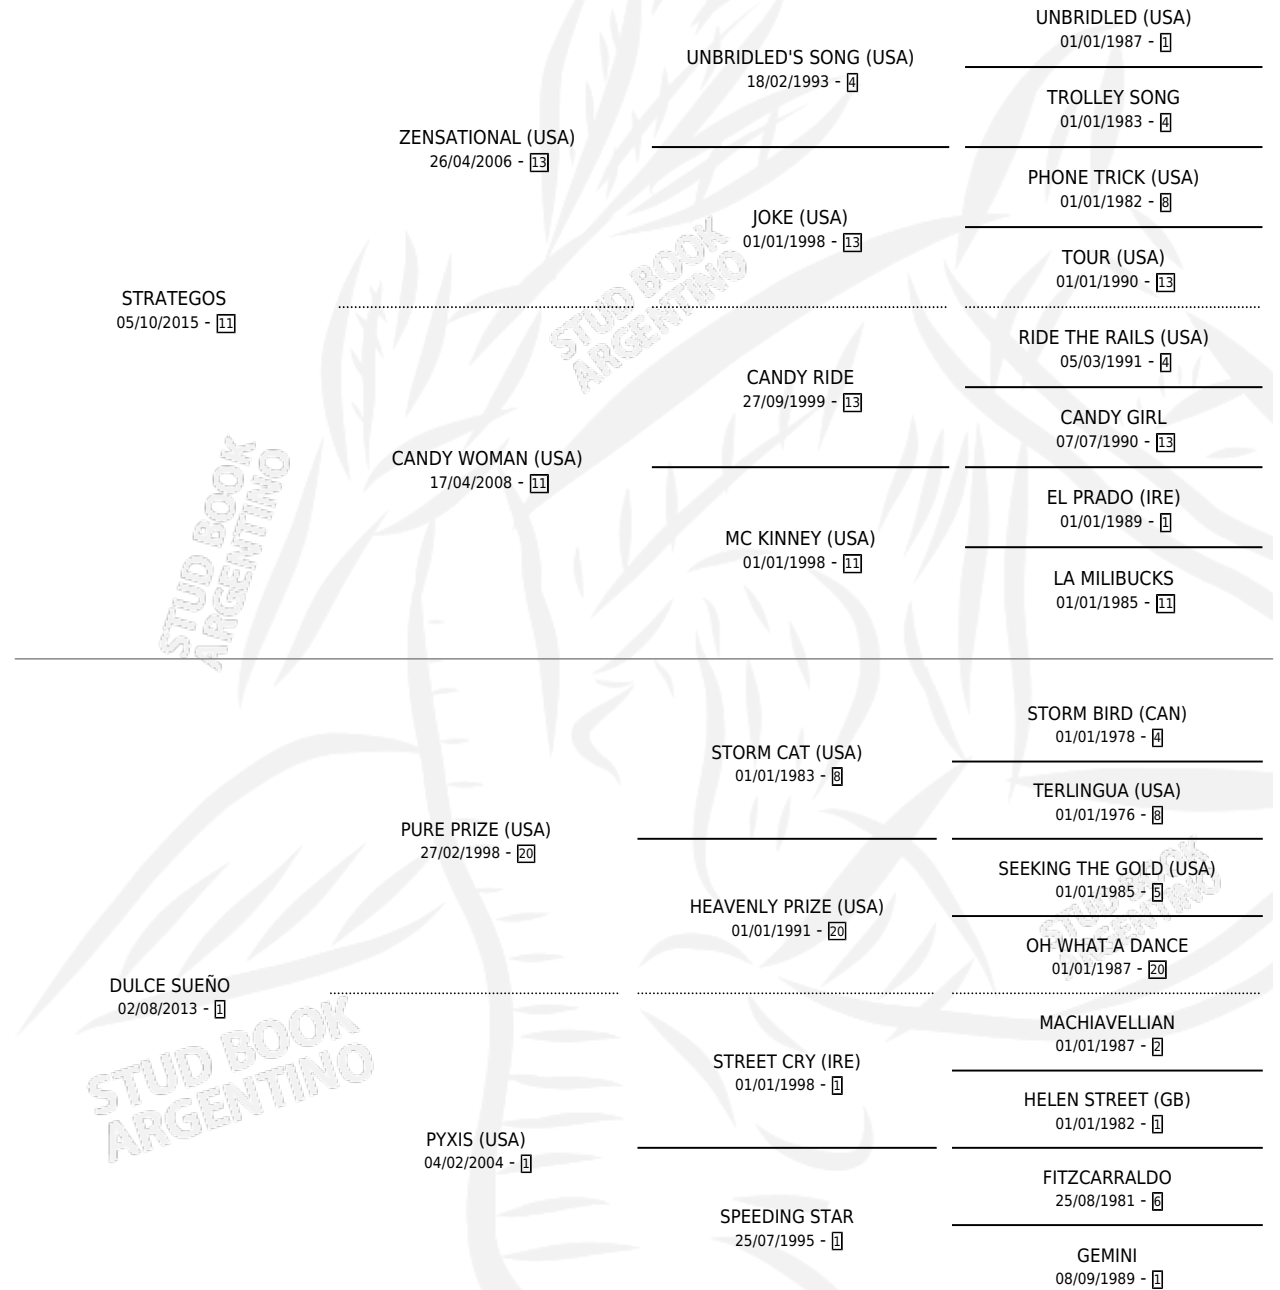 UNBRIDLED (USA)
01/01/1987 - 1
UNBRIDLED'S SONG (USA)
18/02/1993 - 4
TROLLEY SONG
01/01/1983 - 4
ZENSATIONAL (USA)
26/04/2006 - 13
PHONE TRICK (USA)
01/01/1982 - 8
JOKE (USA)
01/01/1998 - 13
TOUR (USA)
01/01/1990 - 13
STRATEGOS
05/10/2015 - 11
STUD BOOK
ARGENTINO
RIDE THE RAILS (USA)
05/03/1991 - 4
CANDY RIDE
27/09/1999 - 13
CANDY GIRL
07/07/1990 - 13
CANDY WOMAN (USA)
17/04/2008 - 11
EL PRADO (IRE)
01/01/1989 - 1
MC KINNEY (USA)
01/01/1998 - 11
LA MILIBUCKS
01/01/1985 - 11
STUD BOOK
ARGENTINO
STORM BIRD (CAN)
01/01/1978 - 4
STORM CAT (USA)
01/01/1983 - 8
TERLINGUA (USA)
01/01/1976 - 8
PURE PRIZE (USA)
27/02/1998 - 20
SEEKING THE GOLD (USA)
01/01/1985 - 5
STUD BOOK
ARGENTINO
HEAVENLY PRIZE (USA)
01/01/1991 - 20
OH WHAT A DANCE
01/01/1987 - 20
DULCE SUEÑO
02/08/2013 - 1
MACHIAVELLIAN
01/01/1987 - 2
STREET CRY (IRE)
01/01/1998 - 1
HELEN STREET (GB)
01/01/1982 - 1
STUD BOOK
ARGENTINO
PYXIS (USA)
04/02/2004 - 1
FITZCARRALDO
25/08/1981 - 6
SPEEDING STAR
25/07/1995 - 1
GEMINI
08/09/1989 - 1